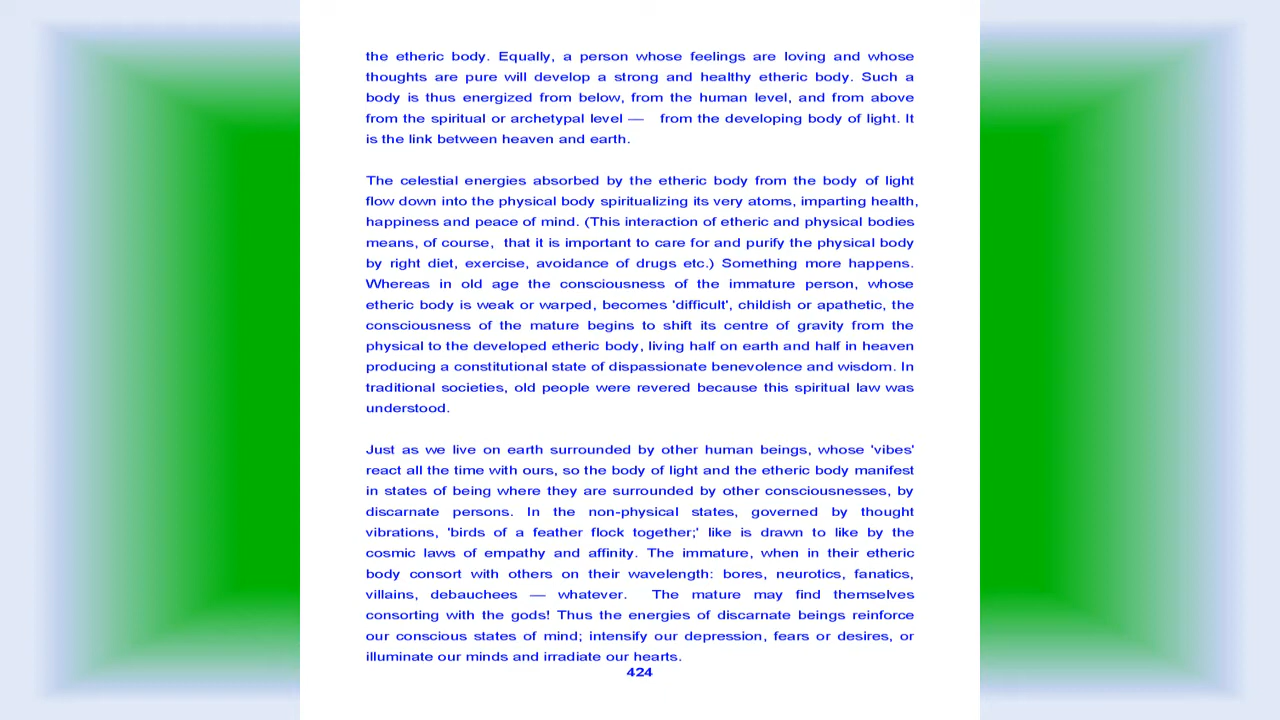 the etheric body. Equally, a person whose feelings are loving and whose
thoughts are pure will develop a strong and healthy etheric body. Such a
body is thus energized from below, from the human level, and from above
from the spiritual or archetypal level —  from the developing body of light. It
is the link between heaven and earth.
The celestial energies absorbed by the etheric body from the body of light
flow down into the physical body spiritualizing its very atoms, imparting health,
happiness and peace of mind. (This interaction of etheric and physical bodies
means, of course,  that it is important to care for and purify the physical body
by right diet, exercise, avoidance of drugs etc.) Something more happens.
Whereas in old age the consciousness of the immature person, whose
etheric body is weak or warped, becomes 'difficult', childish or apathetic, the
consciousness of the mature begins to shift its centre of gravity from the
physical to the developed etheric body, living half on earth and half in heaven
producing a constitutional state of dispassionate benevolence and wisdom. In
traditional societies, old people were revered because this spiritual law was
understood.
Just as we live on earth surrounded by other human beings, whose 'vibes'
react all the time with ours, so the body of light and the etheric body manifest
in states of being where they are surrounded by other consciousnesses, by
discarnate persons. In the non-physical states, governed by thought
vibrations, 'birds of a feather flock together;' like is drawn to like by the
cosmic laws of empathy and affinity. The immature, when in their etheric
body consort with others on their wavelength: bores, neurotics, fanatics,
villains, debauchees — whatever.  The mature may find themselves
consorting with the gods! Thus the energies of discarnate beings reinforce
our conscious states of mind; intensify our depression, fears or desires, or
illuminate our minds and irradiate our hearts.
424